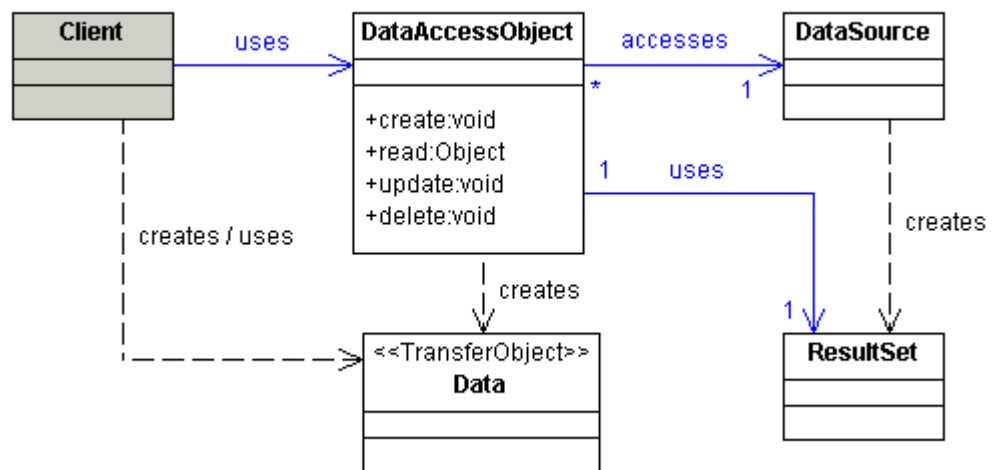 Client
uses
DataAccessObject
accesses
DataSource
*
1
+create:void
+read:Object
+update:void
+delete:void
1
uses
creates / uses
creates
creates
1
<<TransferObject>>
Data
ResultSet